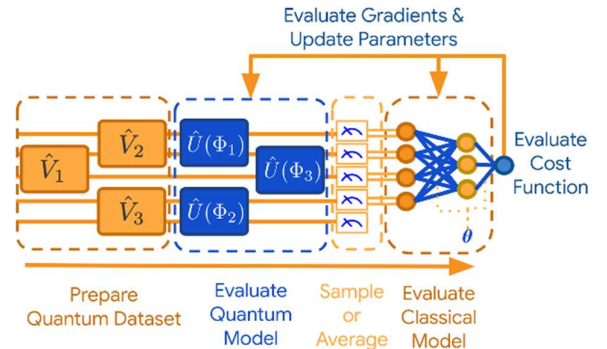 Evaluate Gradients &
Update Parameters
V̂₁
V̂₂
V̂₃
Û(Φ₁)
Û(Φ₂)
Û(Φ₃)
θ
Evaluate
Cost
Function
Prepare
Quantum Dataset
Evaluate
Quantum
Model
Sample
or
Average
Evaluate
Classical
Model